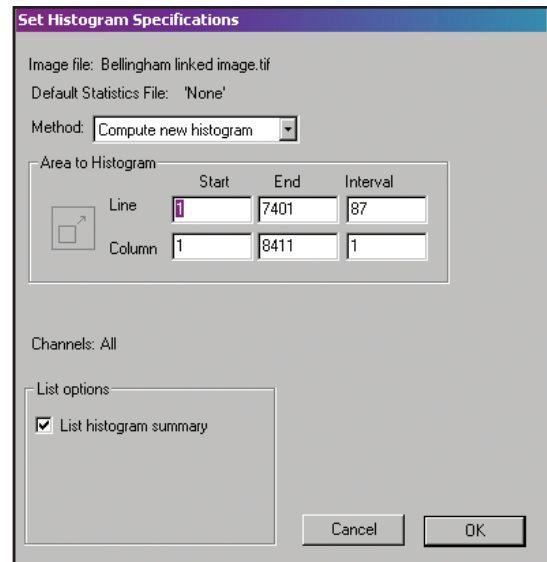 Set Histogram Specifications
Image file: Bellingham linked image.tif
Default Statistics File: 'None'
Method: Compute new histogram
Area to Histogram
Start End Interval
Line 1 7401 87
Column 1 8411 1
Channels: All
List options
List histogram summary
Cancel OK